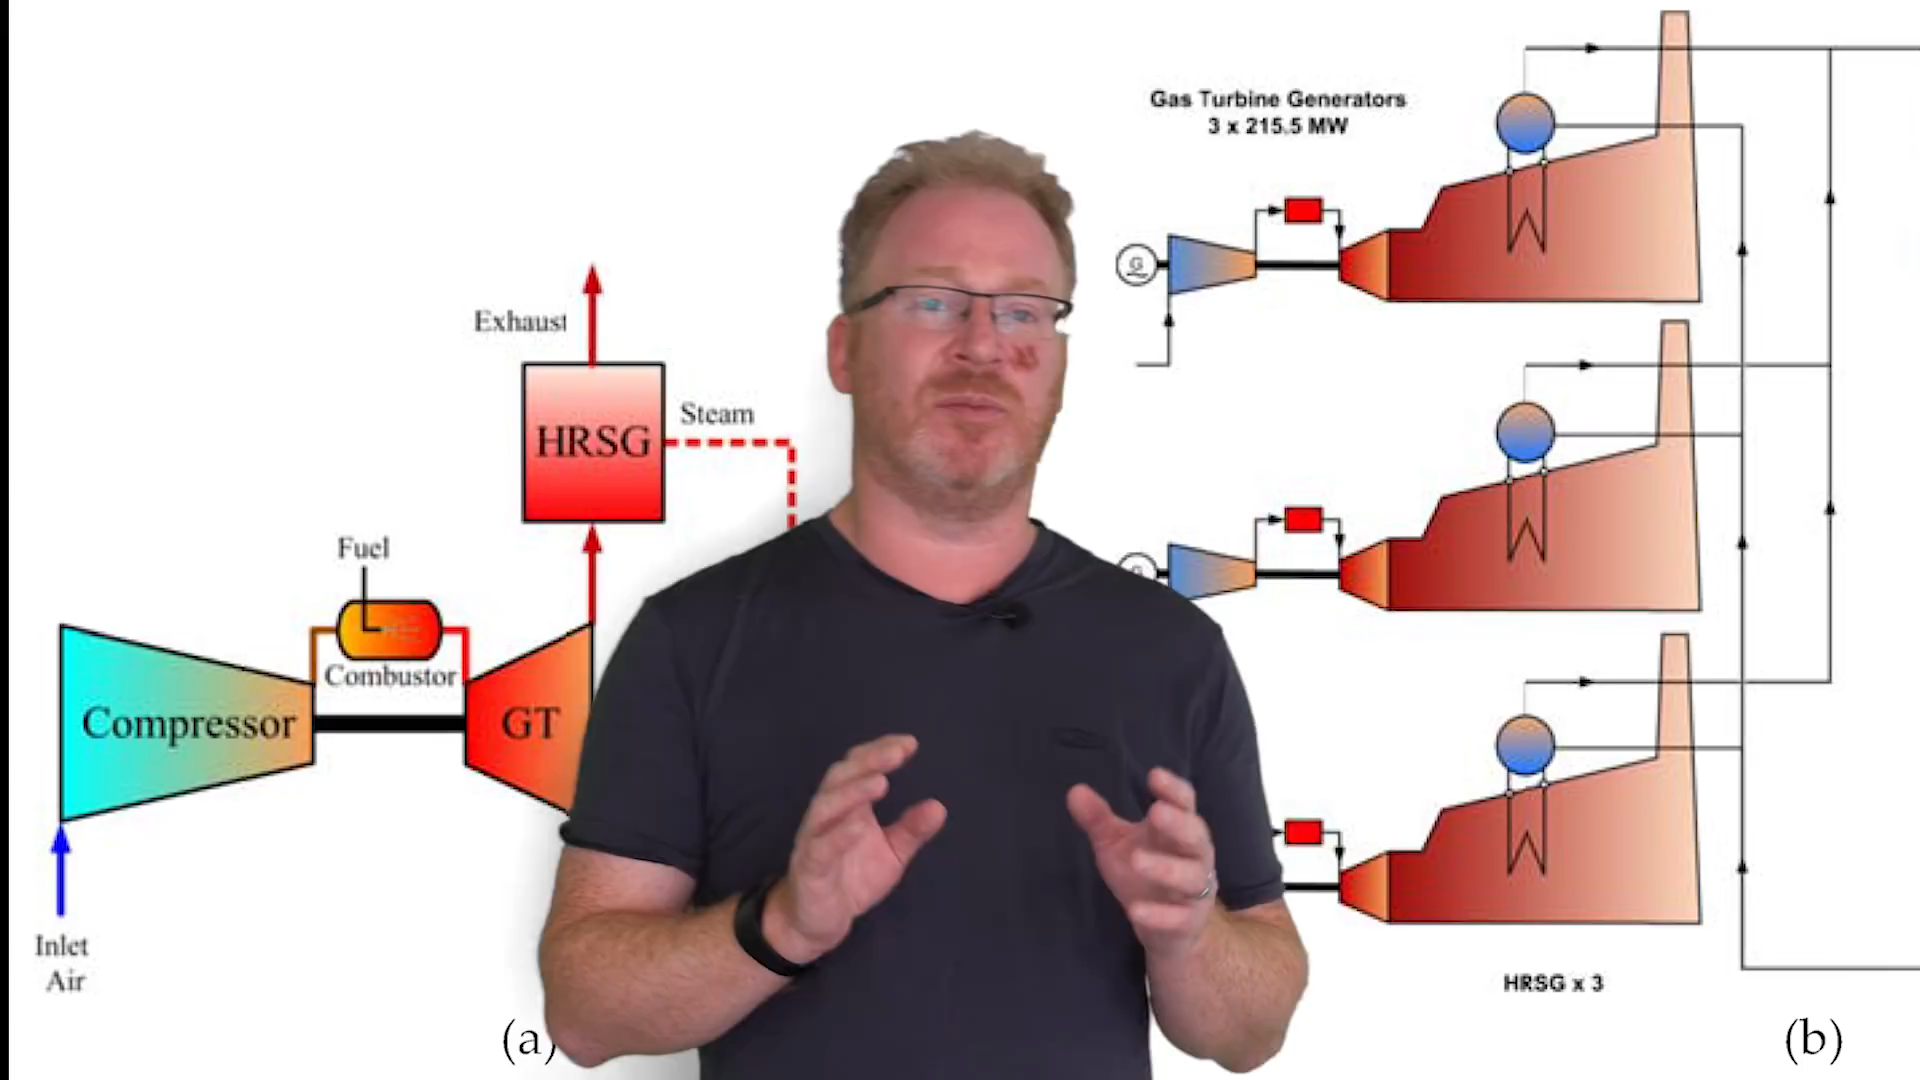 Gas Turbine Generators
3 x 215.5 MW
G
Exhaust
HRSG
Steam
Fuel
Combustor
Compressor
GT
Inlet
Air
G
HRSG x 3
(a)
(b)